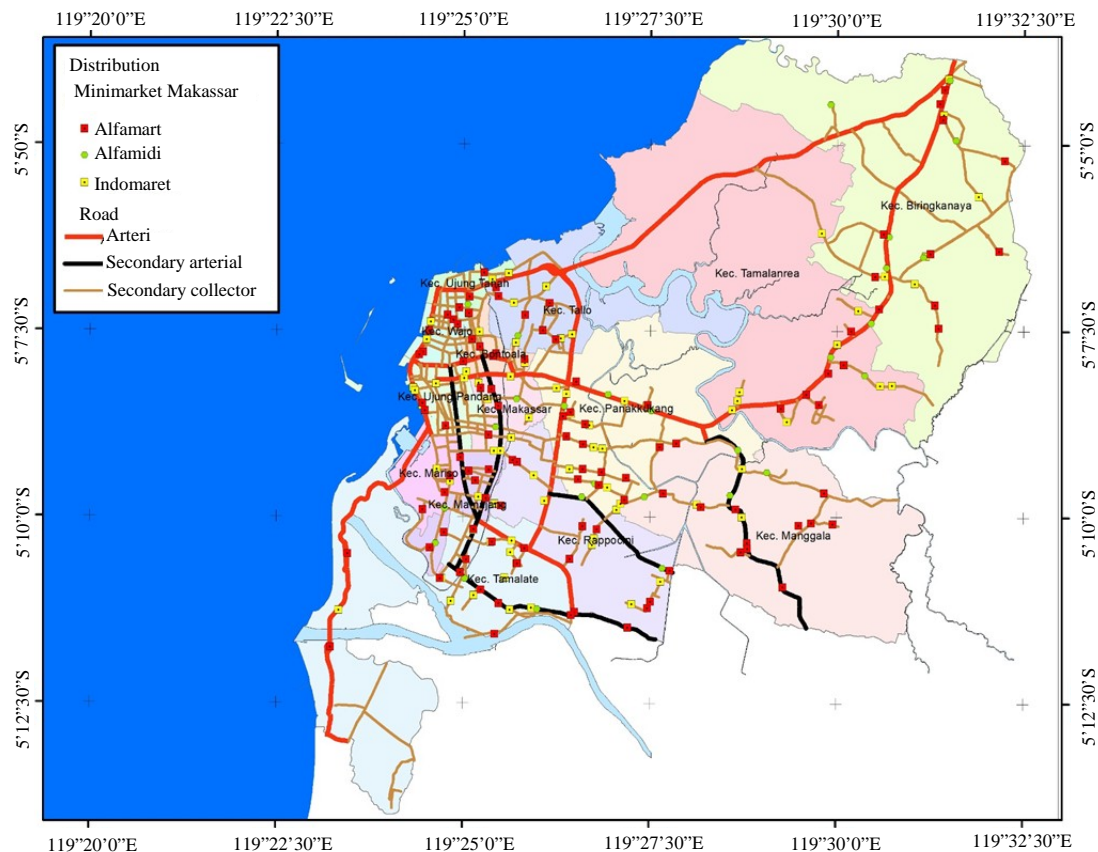 119”20’0”E 119”22’30”E 119”25’0”E 119”27’30”E 119”30’0”E 119”32’30”E
Distribution
Minimarket Makassar
Alfamart
Alfamidi
Indomaret
Road
Arteri
Secondary arterial
Secondary collector
5’50”S
5’7”30’S
5’10’0”S
5’12”30’S
5’5’0”S
5’7”30’S
5’10’0”S
5’12”30’S
Kec. Biringkanaya
Kec. Tamalanrea
Kec. Ujung Tanah
Kec. Tallo
Kec. Wajo
Kec. Bontoala
Kec. Ujung Pandang
Kec. Makassar
Kec. Panakkukang
Kec. Mariso
Kec. Mamajang
Kec. Rappocini
Kec. Manggala
Kec. Tamalate
119”20’0”E 119”22’30”E 119”25’0”E 119”27’30”E 119”30’0”E 119”32’30”E